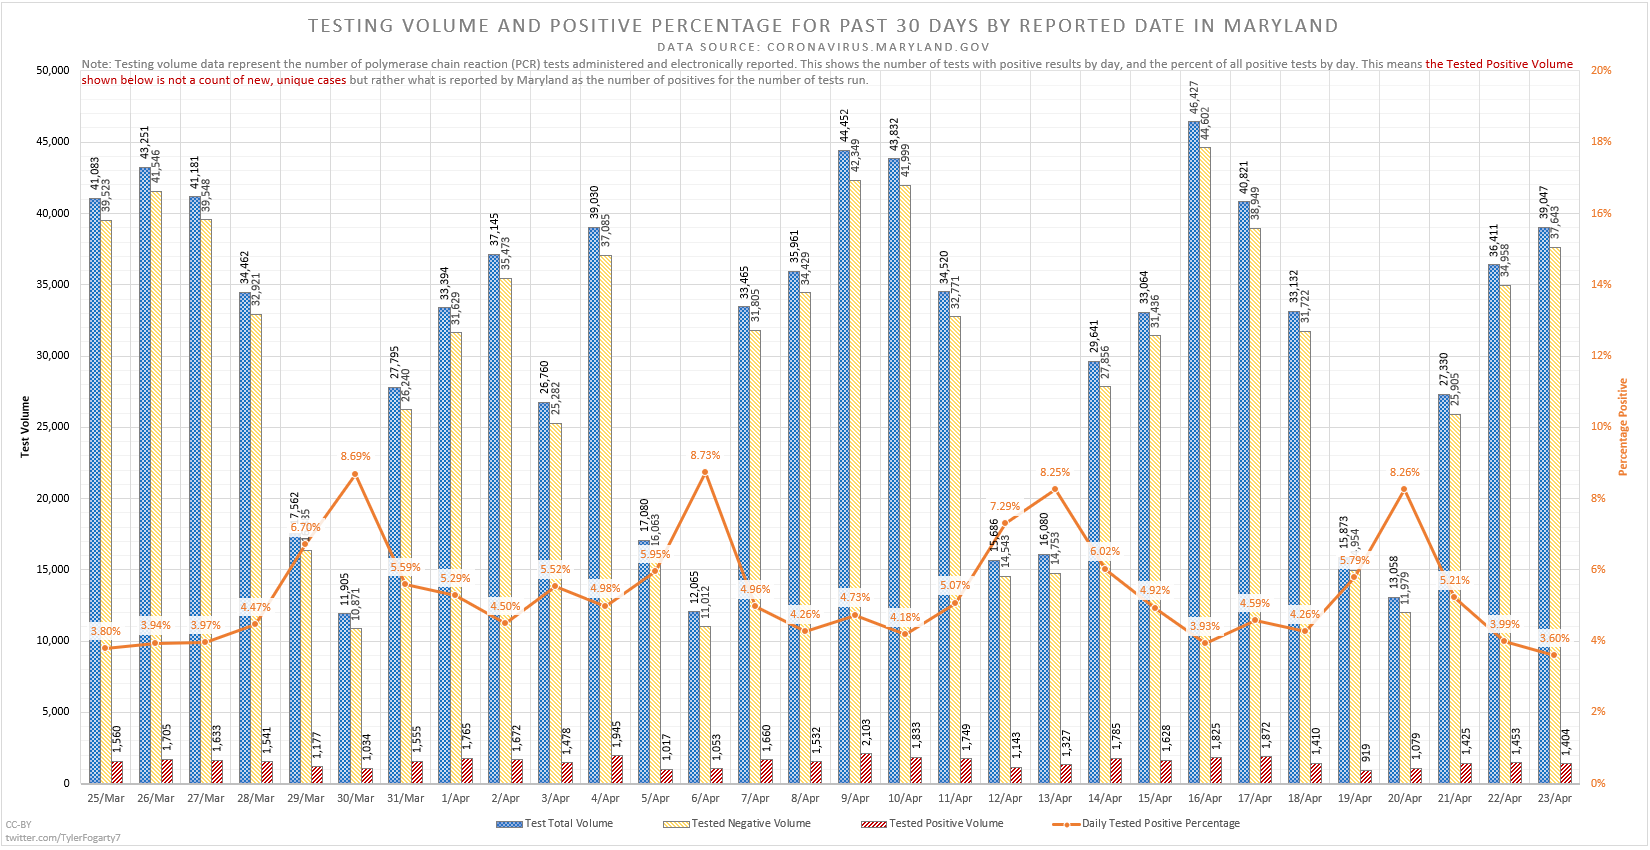 TESTING VOLUME AND POSITIVE PERCENTAGE FOR PAST 30 DAYS BY REPORTED DATE IN MARYLAND
DATA SOURCE: CORONAVIRUS.MARYLAND.GOV
Note: Testing volume data represent the number of polymerase chain reaction (PCR) tests administered and electronically reported. This shows the number of tests with positive results by day, and the percent of all positive tests by day. This means the Tested Positive Volume
shown below is not a count of new, unique cases but rather what is reported by Maryland as the number of positives for the number of tests run.
Test Volume
50,000
45,000
40,000
35,000
30,000
25,000
20,000
15,000
10,000
5,000
0
41,083 43,251 41,181 34,462 7,562 11,905 27,795 33,394 37,145 26,760 39,030 17,080 12,065 33,465 35,961 44,452 43,832 34,520 15,686 16,080 29,641 33,064 46,427 40,821 33,132 15,873 13,058 27,330 36,411 39,047
39,523 41,546 39,548 32,921 10,871 26,240 31,629 35,473 25,282 37,085 16,063 11,012 31,805 34,429 42,349 41,999 32,771 14,543 14,753 27,856 31,436 44,602 38,949 31,722 954 11,979 25,905 34,958 37,643
3.80% 3.94% 3.97% 4.47% 6.70% 8.69% 5.59% 5.29% 4.50% 5.52% 4.98% 5.95% 8.73% 4.96% 4.26% 4.73% 4.18% 5.07% 7.29% 8.25% 6.02% 4.92% 3.93% 4.59% 4.26% 5.79% 8.26% 5.21% 3.99% 3.60%
1,560 1,705 1,633 1,541 1,177 1,034 1,555 1,765 1,672 1,478 1,945 1,017 1,053 1,660 1,532 2,103 1,833 1,749 1,143 1,327 1,785 1,628 1,825 1,872 1,410 919 1,079 1,425 1,453 1,404
20%
18%
16%
14%
12%
10%
8%
6%
4%
2%
0%
Percentage Positive
25/Mar 26/Mar 27/Mar 28/Mar 29/Mar 30/Mar 31/Mar 1/Apr 2/Apr 3/Apr 4/Apr 5/Apr 6/Apr 7/Apr 8/Apr 9/Apr 10/Apr 11/Apr 12/Apr 13/Apr 14/Apr 15/Apr 16/Apr 17/Apr 18/Apr 19/Apr 20/Apr 21/Apr 22/Apr 23/Apr
Test Total Volume Tested Negative Volume Tested Positive Volume Daily Tested Positive Percentage
CC-BY
twitter.com/TylerFogarty7